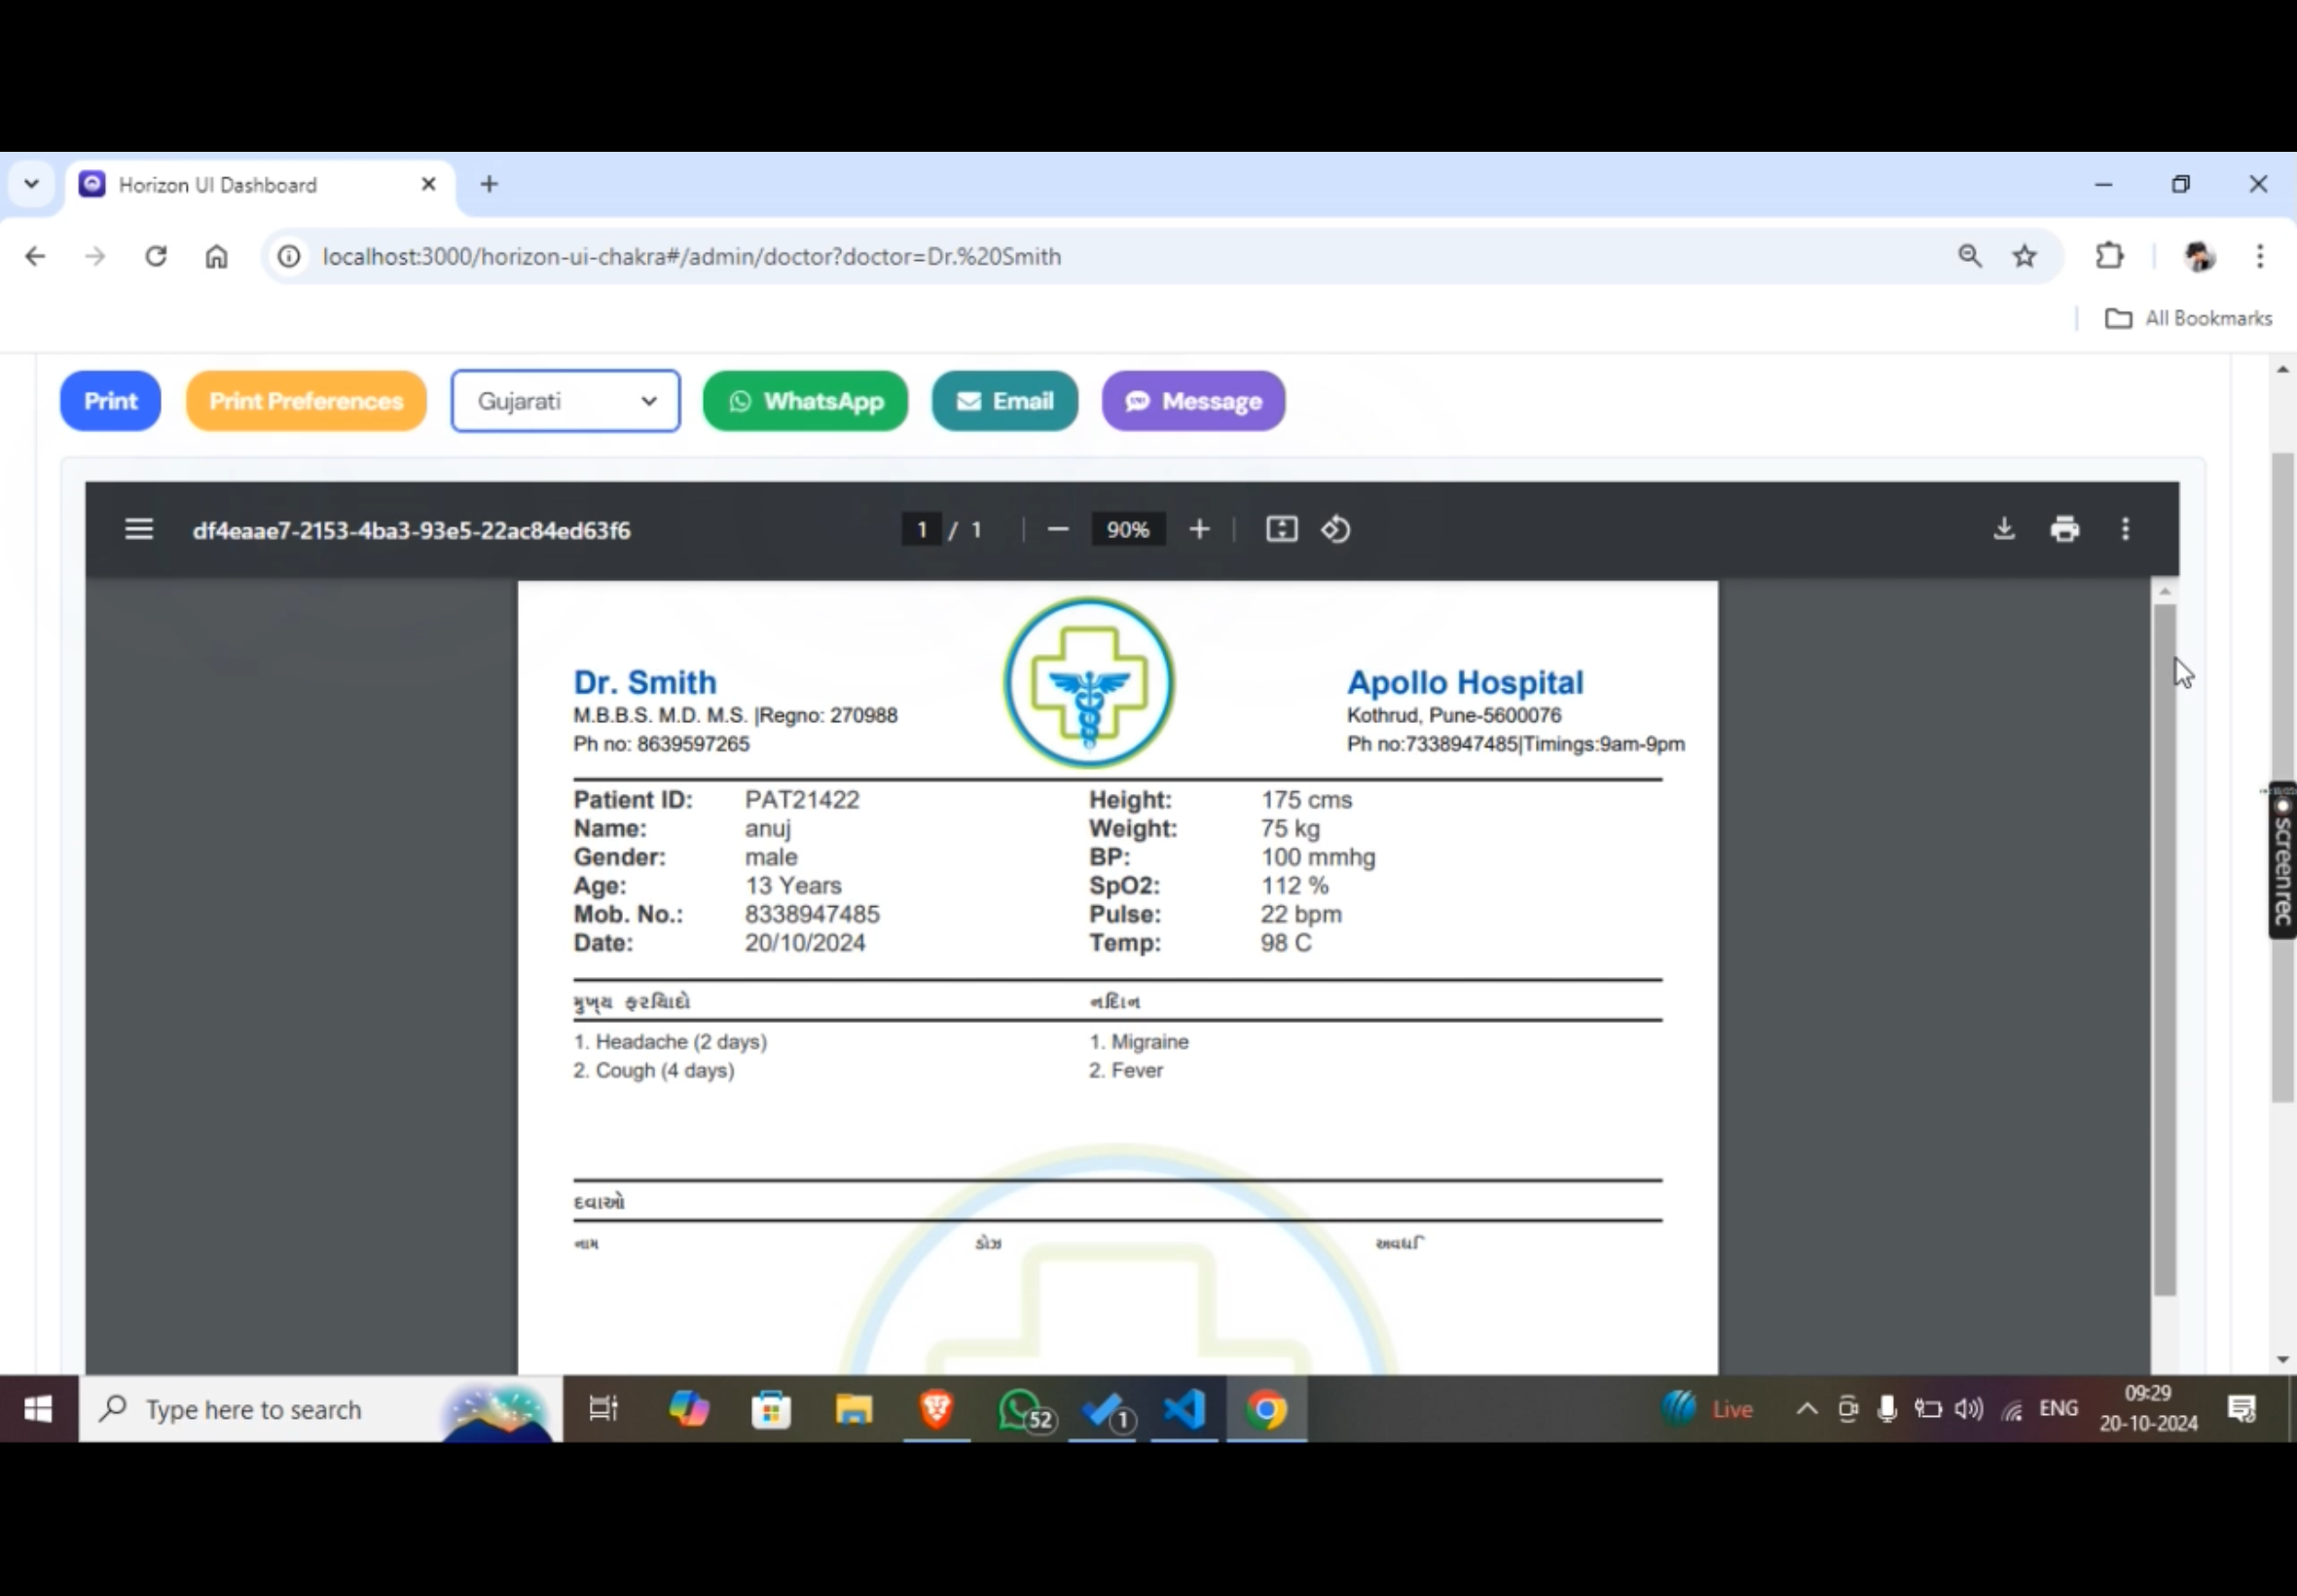 Horizon UI Dashboard
localhost:3000/horizon-ui-chakra#/admin/doctor?doctor=Dr.%20Smith
All Bookmarks
Print Print Preferences Gujarati WhatsApp Email Message
df4eaae7-2153-4ba3-93e5-22ac84ed63f6 1 / 1 90%
Dr. Smith
M.B.B.S. M.D. M.S. |Regno: 270988
Ph no: 8639597265
Apollo Hospital
Kothrud, Pune-5600076
Ph no:7338947485|Timings:9am-9pm
Patient ID: PAT21422 Height: 175 cms
Name: anuj Weight: 75 kg
Gender: male BP: 100 mmhg
Age: 13 Years SpO2: 112 %
Mob. No.: 8338947485 Pulse: 22 bpm
Date: 20/10/2024 Temp: 98 C
મુખ્ય ફરિયાદો નિદાન
1. Headache (2 days) 1. Migraine
2. Cough (4 days) 2. Fever
દવાઓ
નામ ડોઝ અવધિ
screenrec
Type here to search 52 1 Live ENG 09:29
20-10-2024